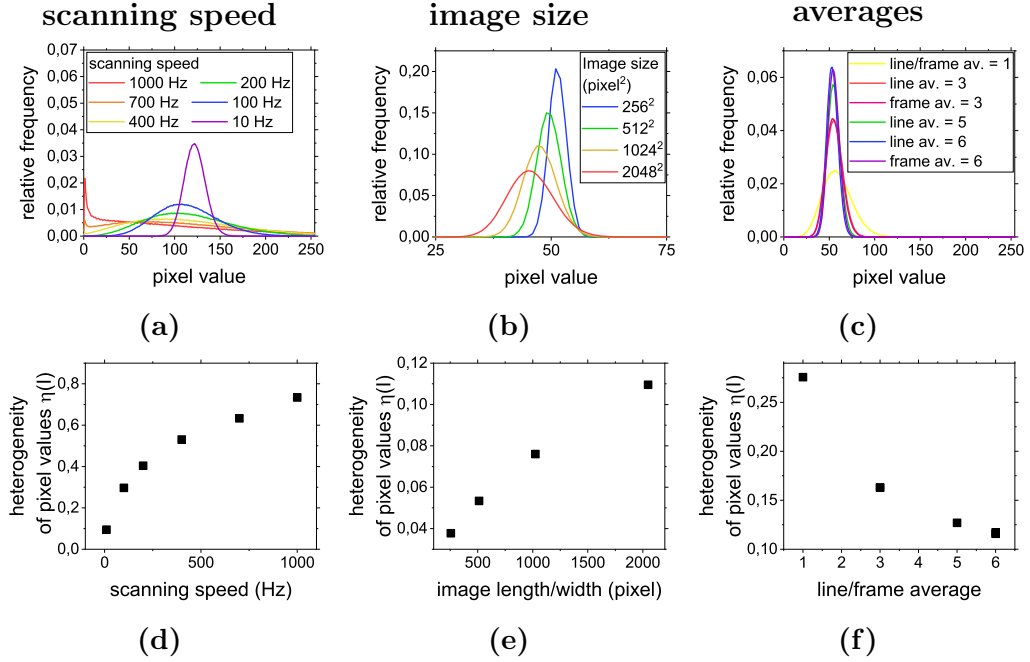 scanning speed
image size
averages
0,07
0,06
0,05
0,04
0,03
0,02
0,01
0,00
relative frequency
scanning speed
1000 Hz
200 Hz
700 Hz
100 Hz
400 Hz
10 Hz
0 50 100 150 200 250
pixel value
0,20
0,15
0,10
0,05
0,00
relative frequency
Image size
(pixel²)
256²
512²
1024²
2048²
25 50 75
pixel value
0,06
0,04
0,02
0,00
relative frequency
line/frame av. = 1
line av. = 3
frame av. = 3
line av. = 5
line av. = 6
frame av. = 6
0 50 100 150 200 250
pixel value
(a)
(b)
(c)
heterogeneity
of pixel values η(I)
0,8
0,6
0,4
0,2
0,0
0 500 1000
scanning speed (Hz)
heterogeneity
of pixel values η(I)
0,12
0,10
0,08
0,06
0,04
500 1000 1500 2000
image length/width (pixel)
heterogeneity
of pixel values η(I)
0,25
0,20
0,15
0,10
1 2 3 4 5 6
line/frame average
(d)
(e)
(f)